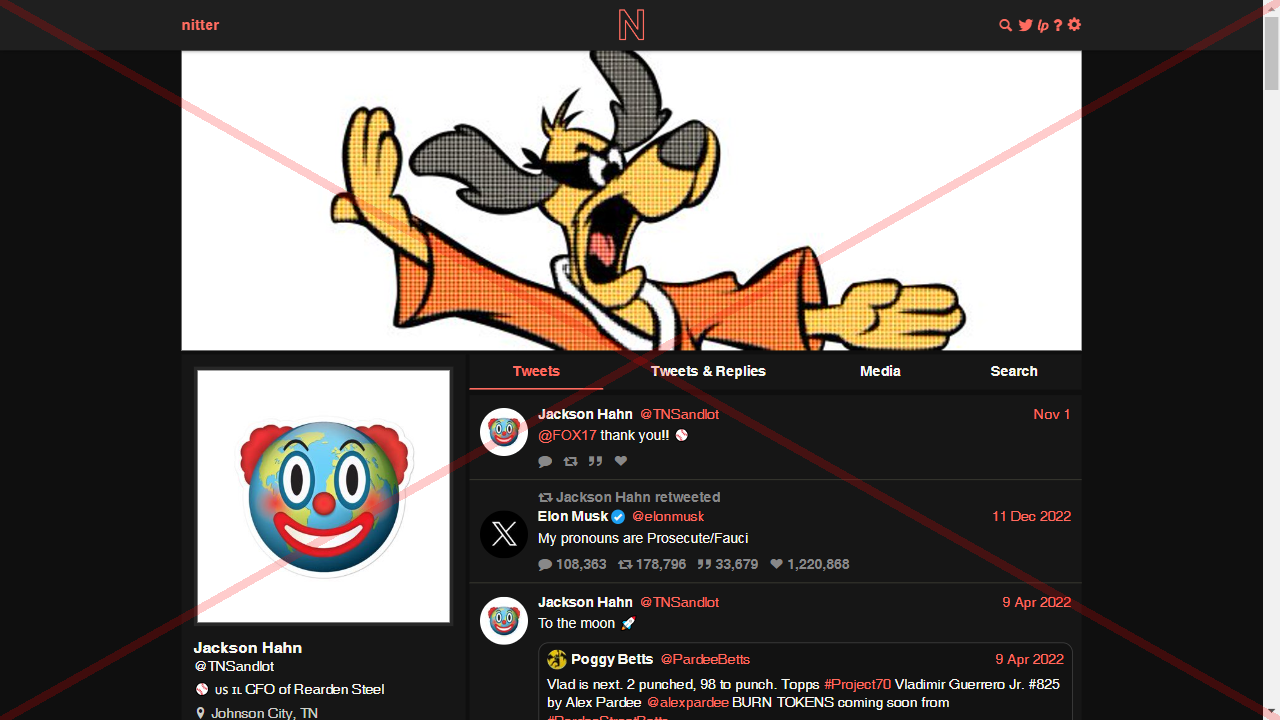 nitter
N
lp ?
Tweets
Tweets & Replies
Media
Search
Jackson Hahn @TNSandlot Nov 1
@FOX17 thank you!! ⚾
Jackson Hahn retweeted
Elon Musk @elonmusk 11 Dec 2022
My pronouns are Prosecute/Fauci
108,363 178,796 33,679 1,220,868
Jackson Hahn @TNSandlot 9 Apr 2022
To the moon 🚀
Poggy Betts @PardeeBetts 9 Apr 2022
Vlad is next. 2 punched, 98 to punch. Topps #Project70 Vladimir Guerrero Jr. #825
by Alex Pardee @alexpardee BURN TOKENS coming soon from
#PardeeStreetBetts
Jackson Hahn
@TNSandlot
⚾ ᴜs ɪʟ CFO of Rearden Steel
Johnson City, TN